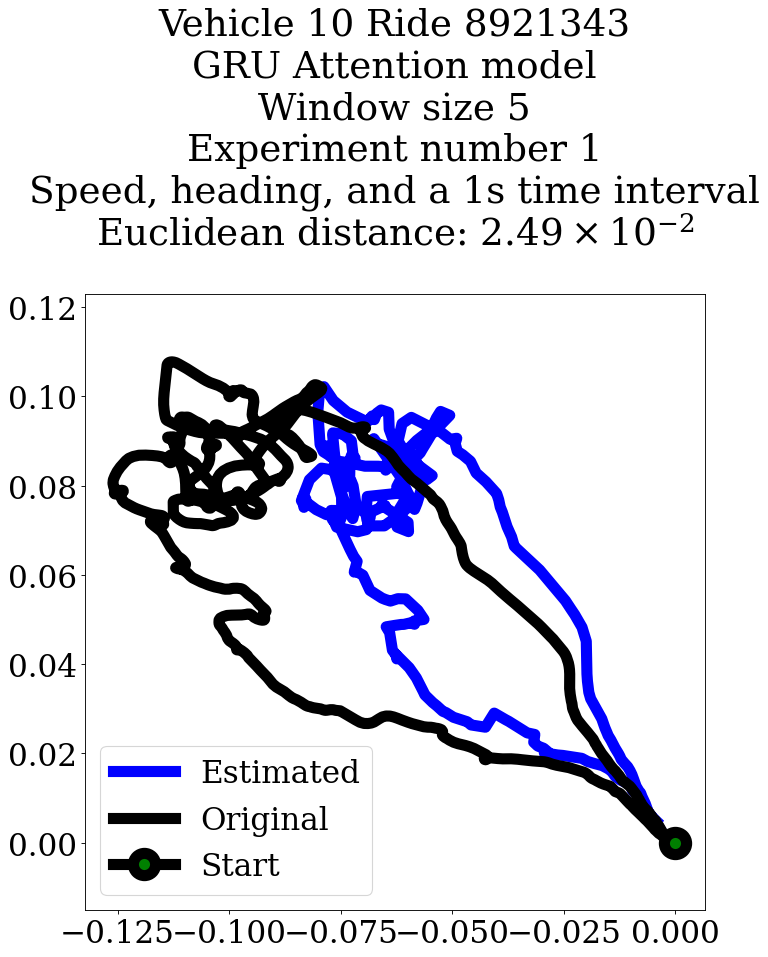 Vehicle 10 Ride 8921343
GRU Attention model
Window size 5
Experiment number 1
Speed, heading, and a 1s time interval
Euclidean distance: 2.49 × 10⁻²
0.12
0.10
0.08
0.06
0.04
0.02
0.00
Estimated
Original
Start
−0.125 −0.100 −0.075 −0.050 −0.025 0.000